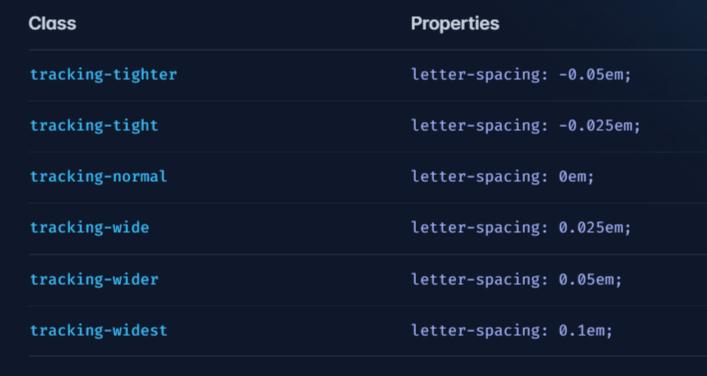 Class Properties
tracking-tighter letter-spacing: -0.05em;
tracking-tight letter-spacing: -0.025em;
tracking-normal letter-spacing: 0em;
tracking-wide letter-spacing: 0.025em;
tracking-wider letter-spacing: 0.05em;
tracking-widest letter-spacing: 0.1em;